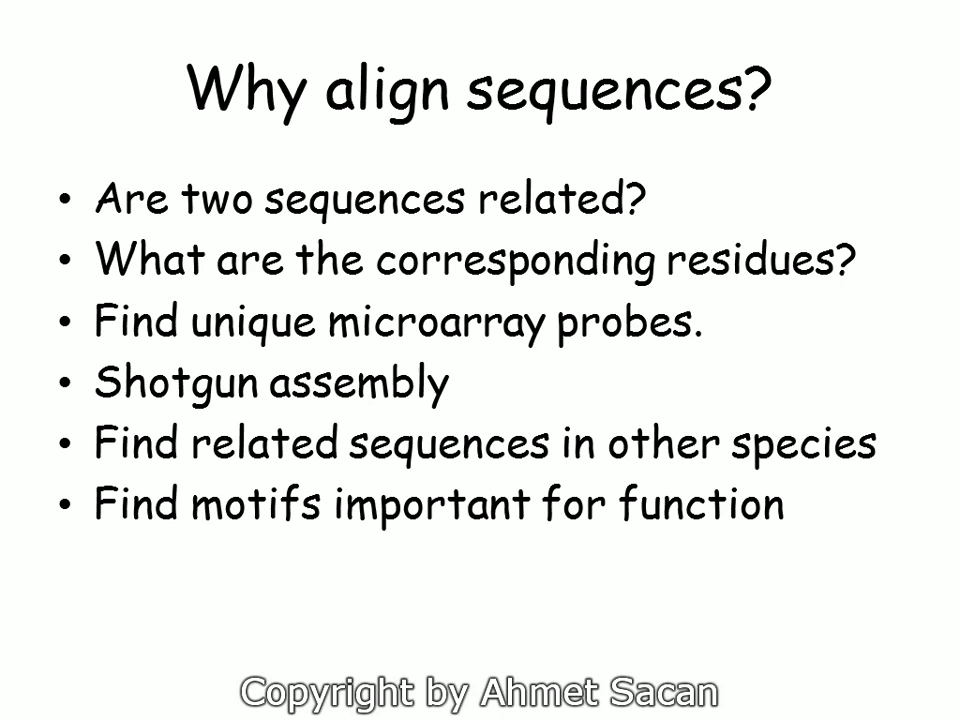 Why align sequences?
• Are two sequences related?
• What are the corresponding residues?
• Find unique microarray probes.
• Shotgun assembly
• Find related sequences in other species
• Find motifs important for function
Copyright by Ahmet Sacan